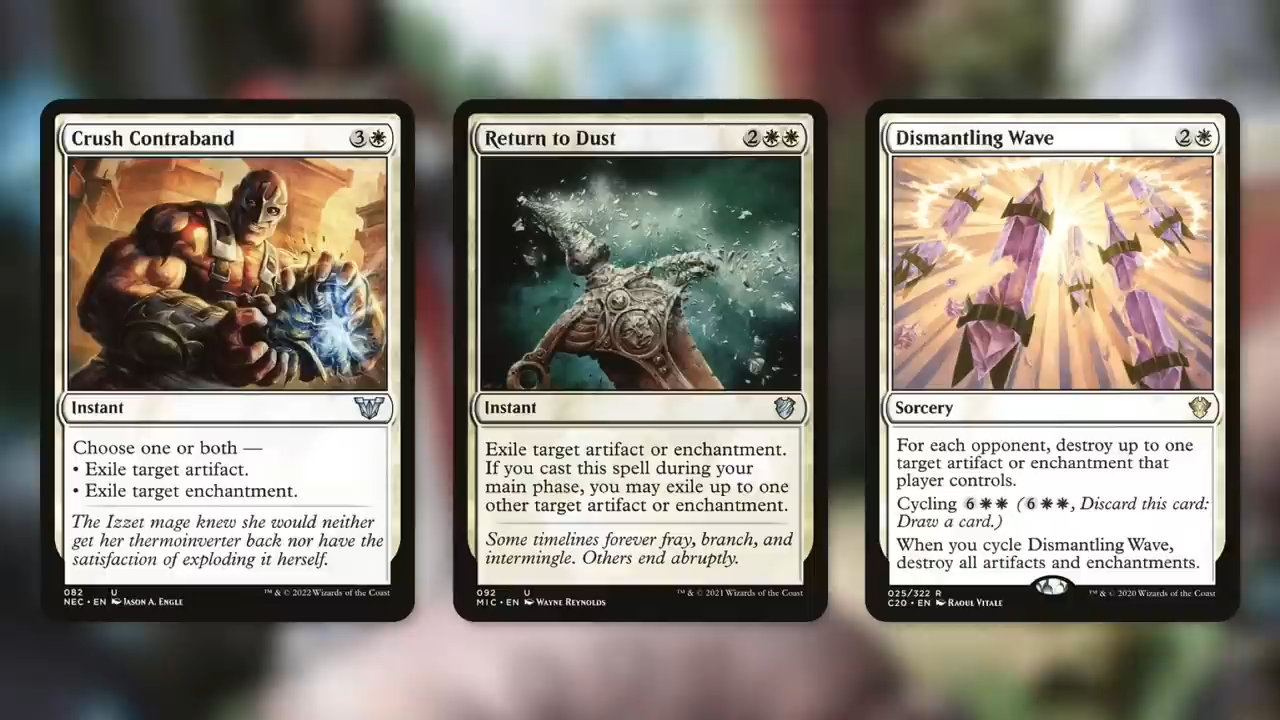 Crush Contraband
3
Instant
Choose one or both —
• Exile target artifact.
• Exile target enchantment.
The Izzet mage knew she would neither
get her thermoinverter back nor have the
satisfaction of exploding it herself.
082 U
NEC • EN Jason A. Engle
™ & © 2022 Wizards of the Coast
Return to Dust
2
Instant
Exile target artifact or enchantment.
If you cast this spell during your
main phase, you may exile up to one
other target artifact or enchantment.
Some timelines forever fray, branch, and
intermingle. Others end abruptly.
092 U
MIC • EN Wayne Reynolds
™ & © 2021 Wizards of the Coast
Dismantling Wave
2
Sorcery
For each opponent, destroy up to one
target artifact or enchantment that
player controls.
Cycling 6 (6, Discard this card:
Draw a card.)
When you cycle Dismantling Wave,
destroy all artifacts and enchantments.
025/322 R
C20 • EN Raoul Vitale
™ & © 2020 Wizards of the Coast